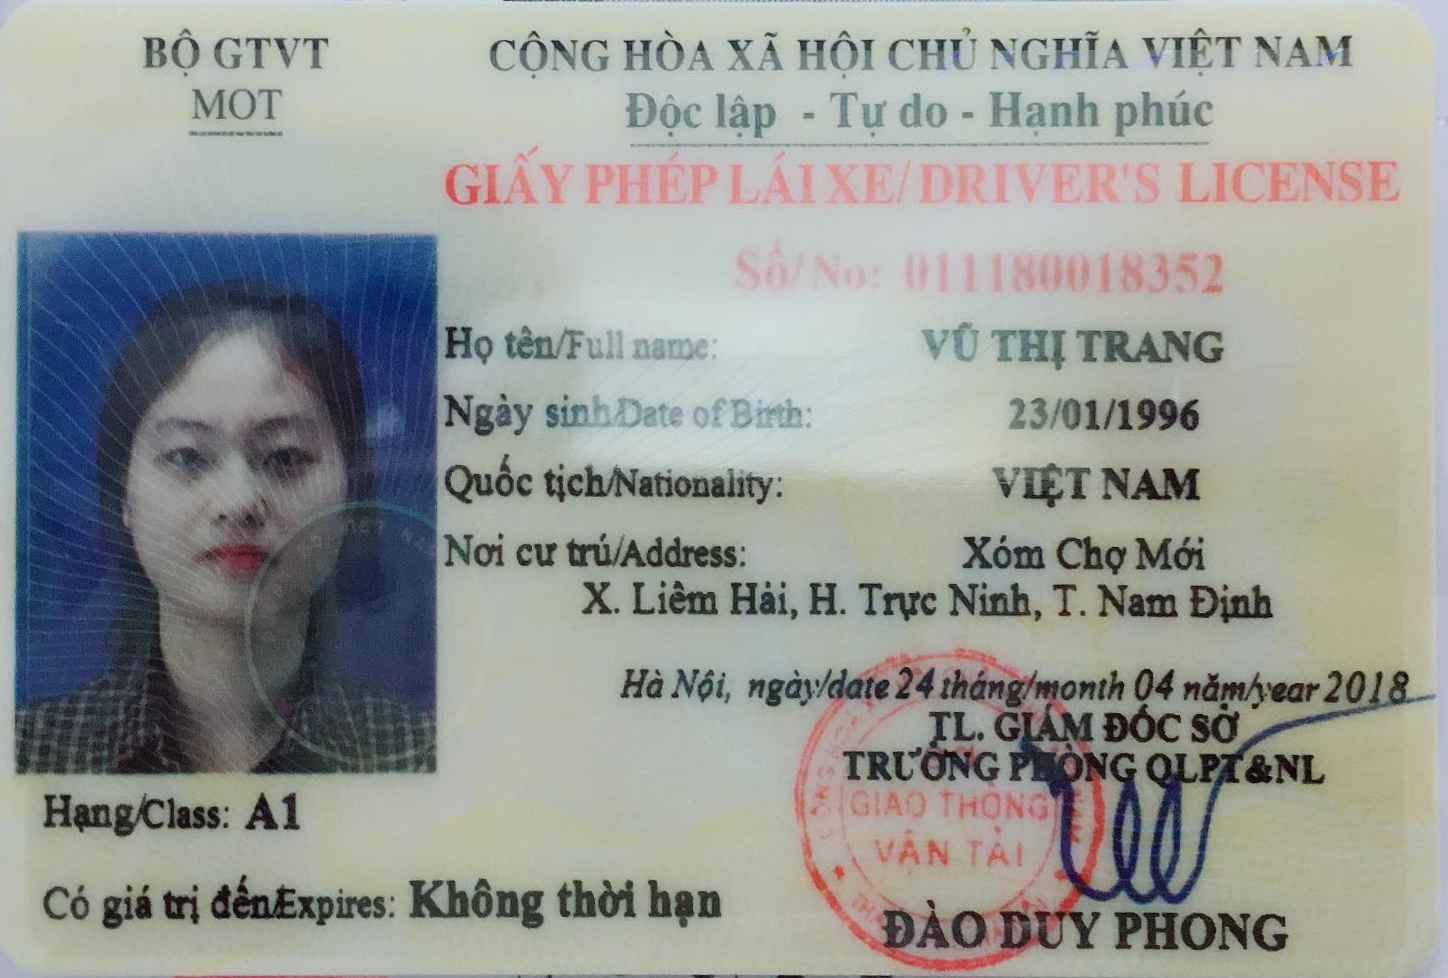 BỘ GTVT
MOT
CỘNG HÒA XÃ HỘI CHỦ NGHĨA VIỆT NAM
Độc lập - Tự do - Hạnh phúc
GIẤY PHÉP LÁI XE/ DRIVER'S LICENSE
Số/No: 011180018352
Họ tên/Full name: VŨ THỊ TRANG
Ngày sinh/Date of Birth: 23/01/1996
Quốc tịch/Nationality: VIỆT NAM
Nơi cư trú/Address: Xóm Chợ Mới
X. Liêm Hải, H. Trực Ninh, T. Nam Định
Hà Nội, ngày/date 24 tháng/month 04 năm/year 2018
TL. GIÁM ĐỐC SỞ
TRƯỞNG PHÒNG QLPT&NL
GIAO THÔNG
VẬN TẢI
ĐÀO DUY PHONG
Hạng/Class: A1
Có giá trị đến/Expires: Không thời hạn